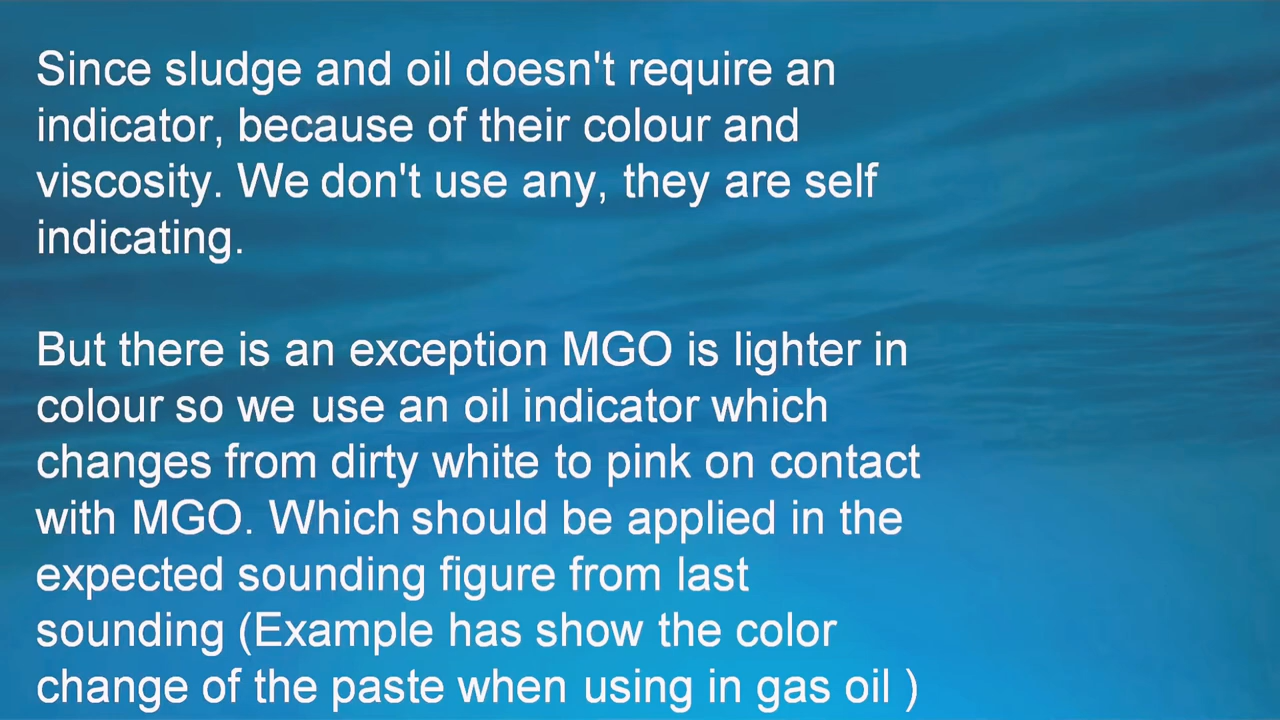 Since sludge and oil doesn't require an
indicator, because of their colour and
viscosity. We don't use any, they are self
indicating.
But there is an exception MGO is lighter in
colour so we use an oil indicator which
changes from dirty white to pink on contact
with MGO. Which should be applied in the
expected sounding figure from last
sounding (Example has show the color
change of the paste when using in gas oil )